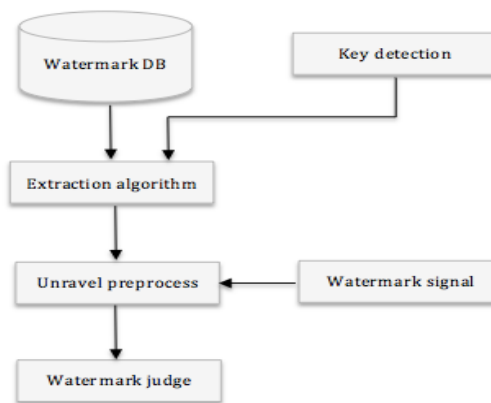 Watermark DB
Key detection
Extraction algorithm
Unravel preprocess
Watermark signal
Watermark judge